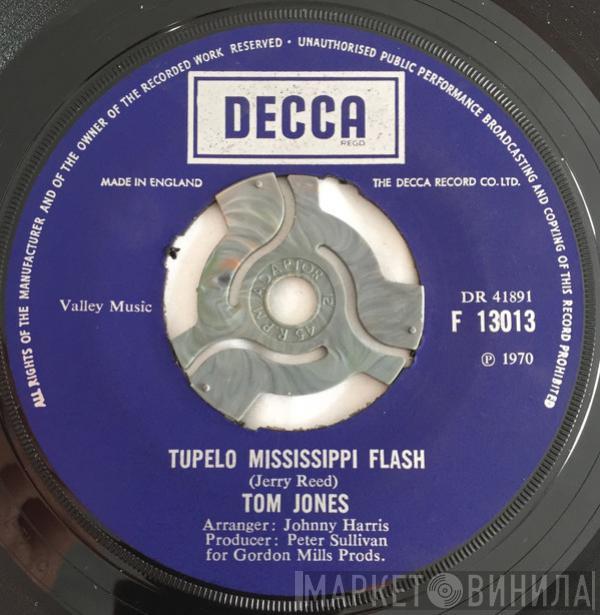 ALL RIGHTS OF THE MANUFACTURER AND OF THE OWNER OF THE RECORDED WORK RESERVED · UNAUTHORISED PUBLIC PERFORMANCE BROADCASTING AND COPYING OF THIS RECORD PROHIBITED
DECCA
REGD
MADE IN ENGLAND
THE DECCA RECORD CO. LTD.
45 R.P.M. ADAPTOR
Valley Music
DR 41891
F 13013
℗ 1970
TUPELO MISSISSIPPI FLASH
(Jerry Reed)
TOM JONES
Arranger: Johnny Harris
Producer: Peter Sullivan
for Gordon Mills Prods.
МАРКЕТ ВИНИЛА